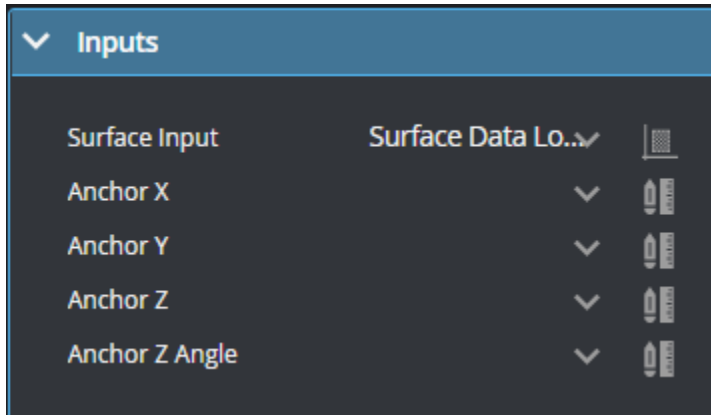 Inputs
Surface Input Surface Data Lo...
Anchor X
Anchor Y
Anchor Z
Anchor Z Angle